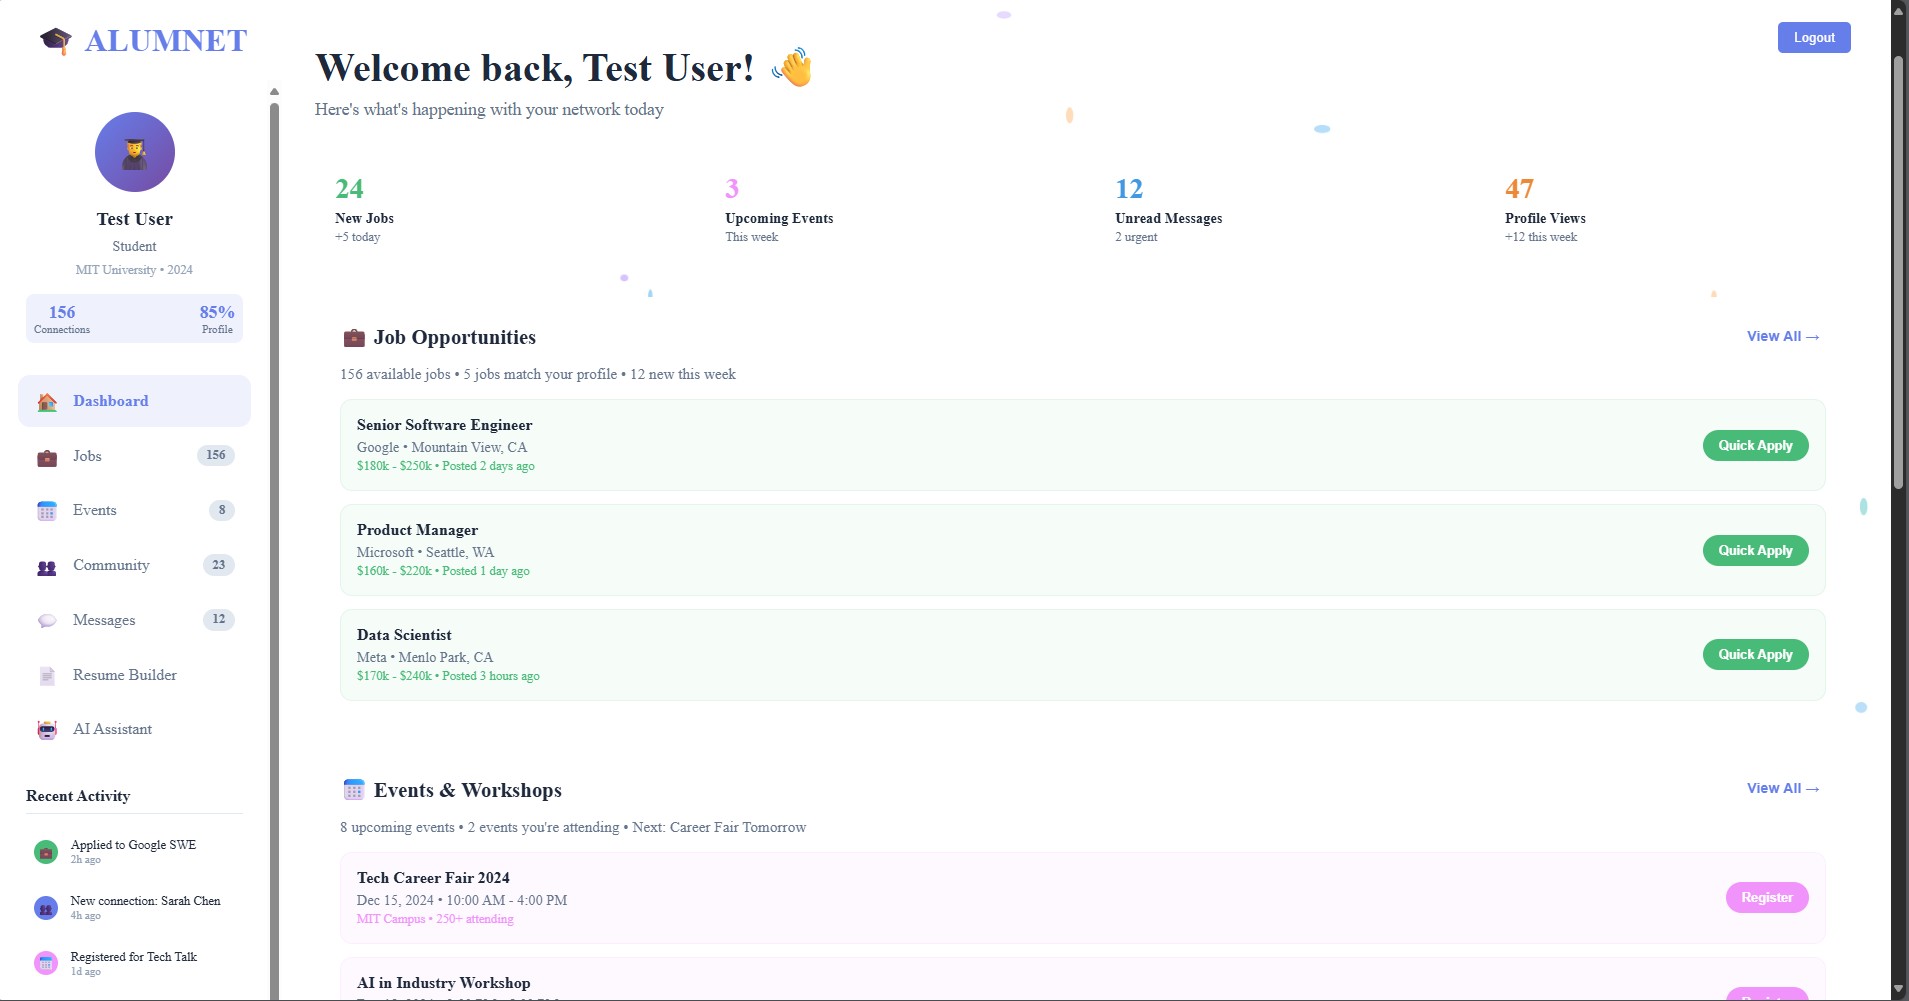 ALUMNET
Test User
Student
MIT University • 2024
156
Connections
85%
Profile
Dashboard
Jobs 156
Events 8
Community 23
Messages 12
Resume Builder
AI Assistant
Recent Activity
Applied to Google SWE
2h ago
New connection: Sarah Chen
4h ago
Registered for Tech Talk
1d ago
Logout
Welcome back, Test User! 👋
Here's what's happening with your network today
24
New Jobs
+5 today
3
Upcoming Events
This week
12
Unread Messages
2 urgent
47
Profile Views
+12 this week
Job Opportunities
View All →
156 available jobs • 5 jobs match your profile • 12 new this week
Senior Software Engineer
Google • Mountain View, CA
$180k - $250k • Posted 2 days ago
Quick Apply
Product Manager
Microsoft • Seattle, WA
$160k - $220k • Posted 1 day ago
Quick Apply
Data Scientist
Meta • Menlo Park, CA
$170k - $240k • Posted 3 hours ago
Quick Apply
Events & Workshops
View All →
8 upcoming events • 2 events you're attending • Next: Career Fair Tomorrow
Tech Career Fair 2024
Dec 15, 2024 • 10:00 AM - 4:00 PM
MIT Campus • 250+ attending
Register
AI in Industry Workshop